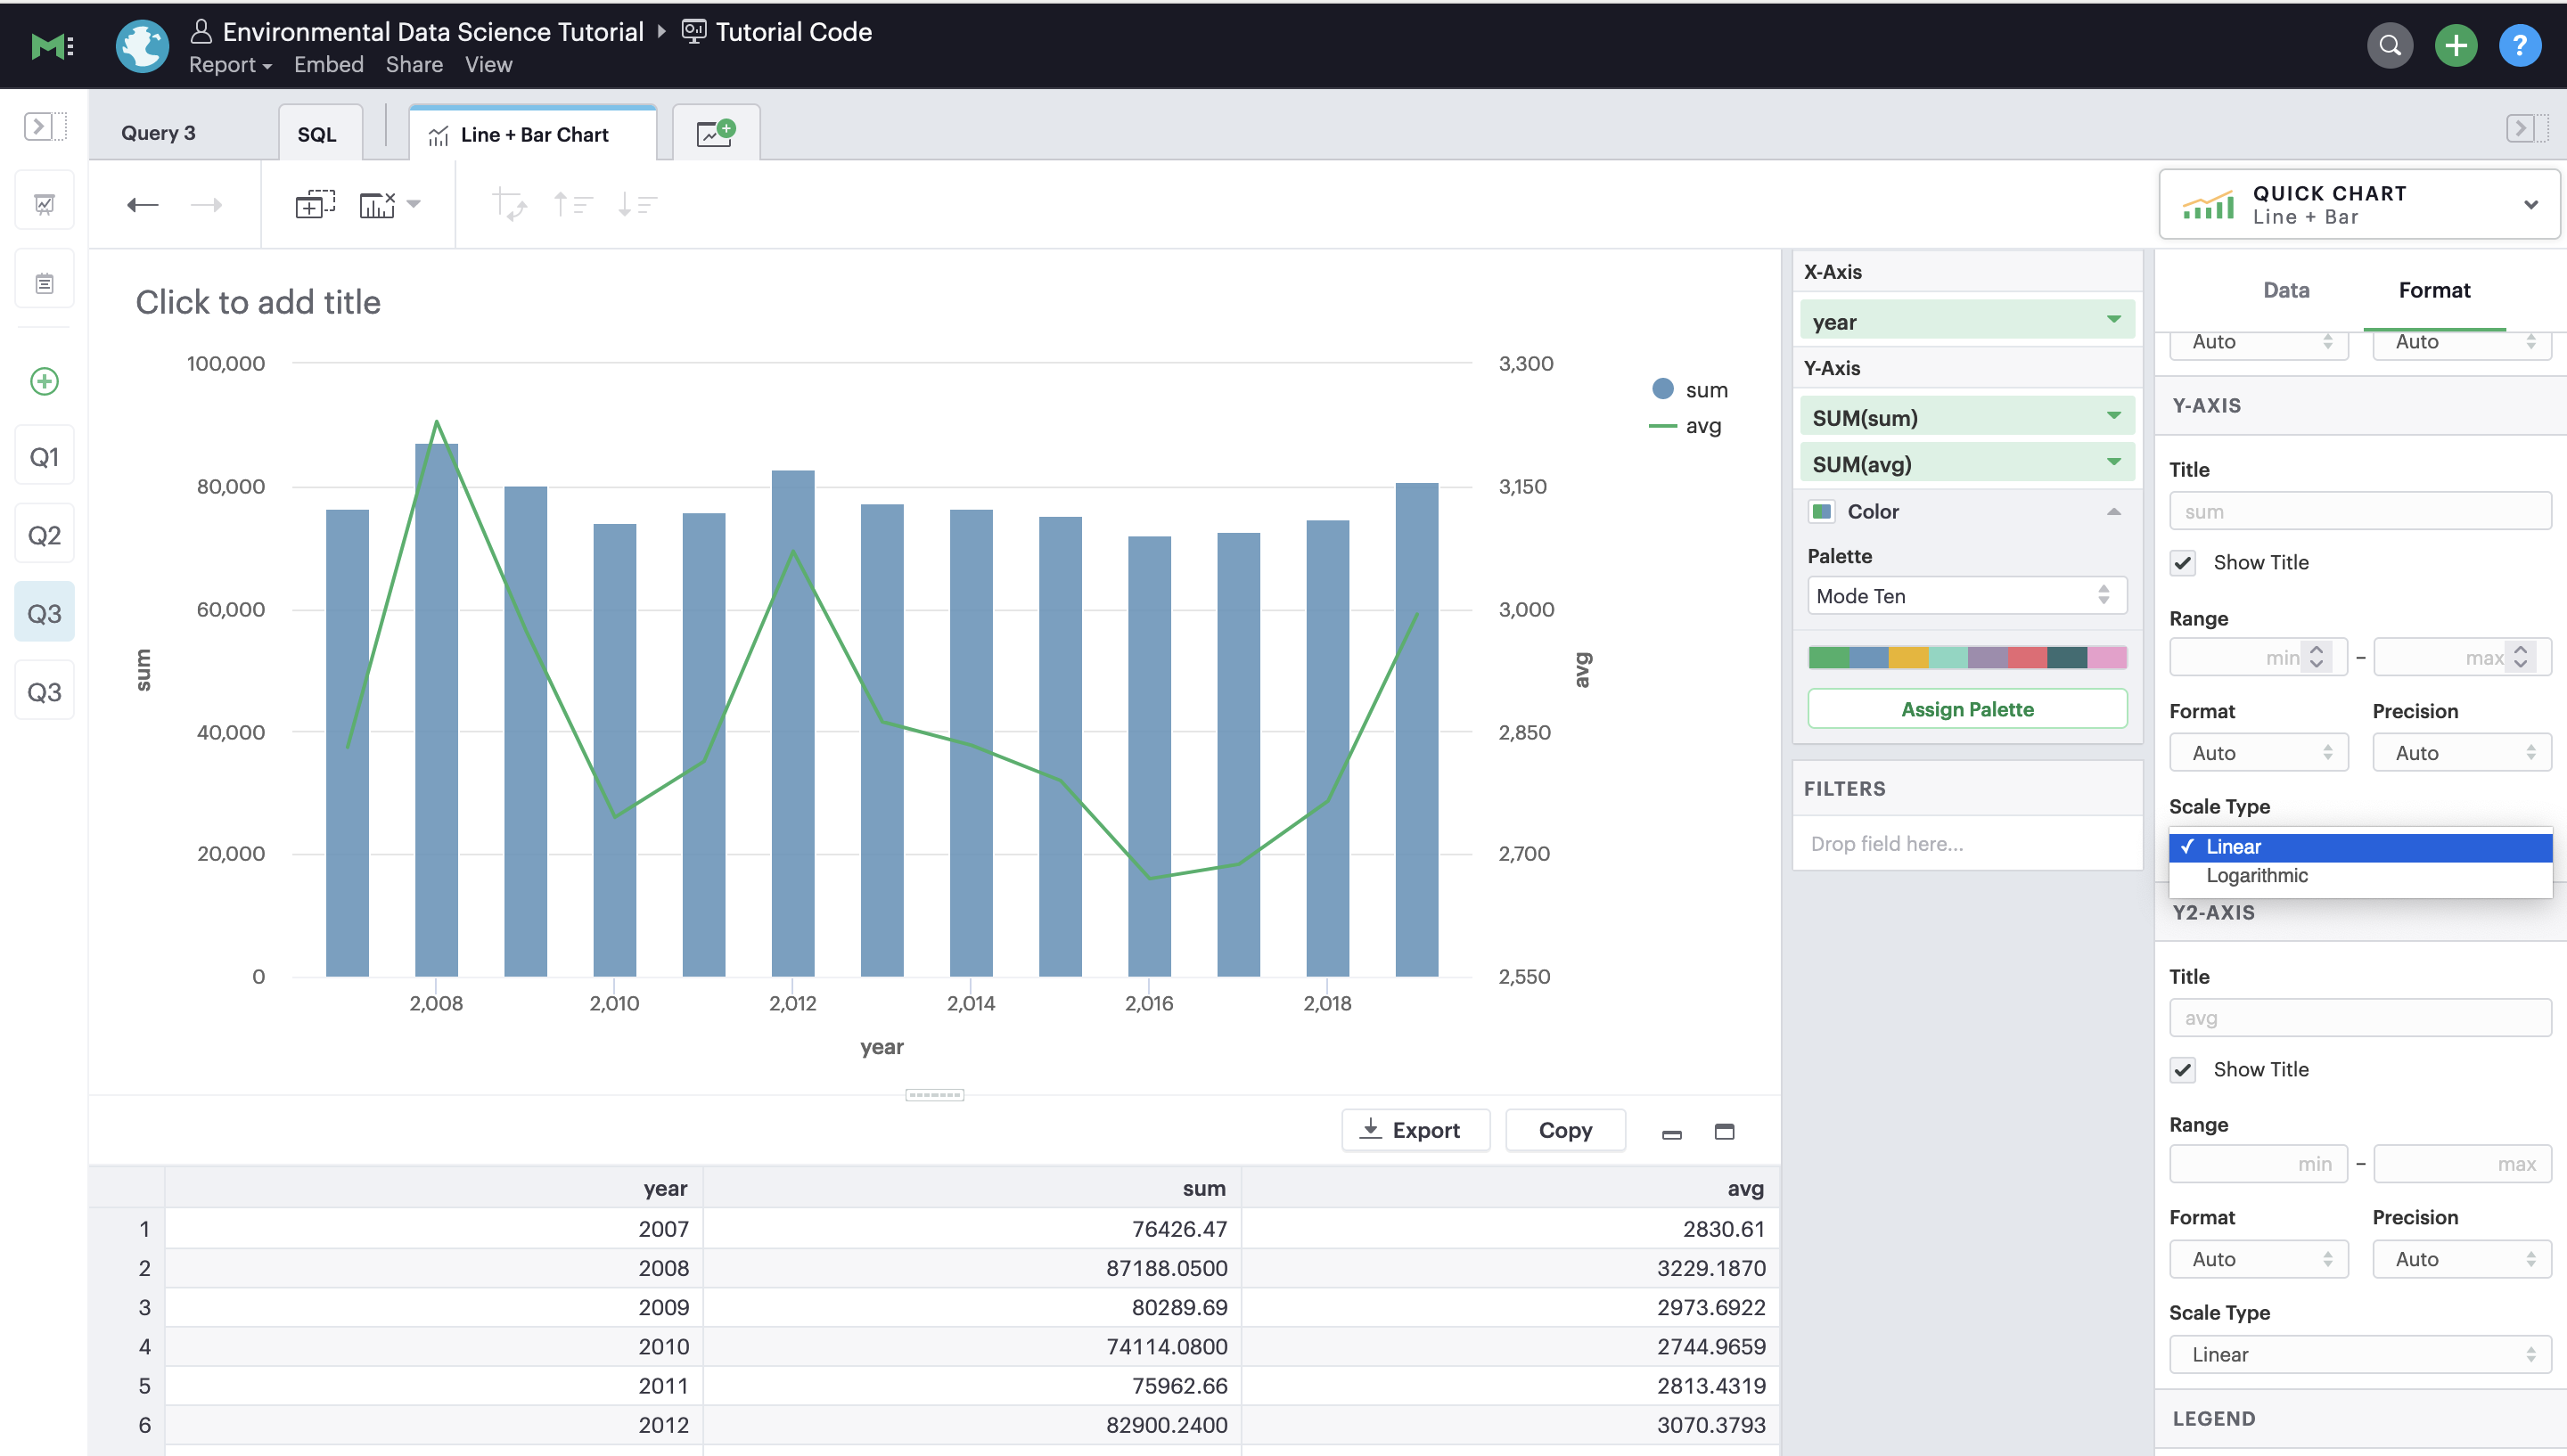 Environmental Data Science Tutorial Tutorial Code
Report Embed Share View
?
Query 3 SQL Line + Bar Chart
QUICK CHART
Line + Bar
Q1
Q2
Q3
Q3
Click to add title
100,000
80,000
60,000
40,000
20,000
0
sum
3,300
3,150
3,000
2,850
2,700
2,550
avg
2,008 2,010 2,012 2,014 2,016 2,018
year
sum
avg
X-Axis
year
Y-Axis
SUM(sum)
SUM(avg)
Color
Palette
Mode Ten
Assign Palette
FILTERS
Drop field here...
Data Format
Auto Auto
Y-AXIS
Title
sum
Show Title
Range
min – max
Format Precision
Auto Auto
Scale Type
✓ Linear
Logarithmic
Y2-AXIS
Title
avg
Show Title
Range
min – max
Format Precision
Auto Auto
Scale Type
Linear
LEGEND
Export Copy
year sum avg
1 2007 76426.47 2830.61
2 2008 87188.0500 3229.1870
3 2009 80289.69 2973.6922
4 2010 74114.0800 2744.9659
5 2011 75962.66 2813.4319
6 2012 82900.2400 3070.3793